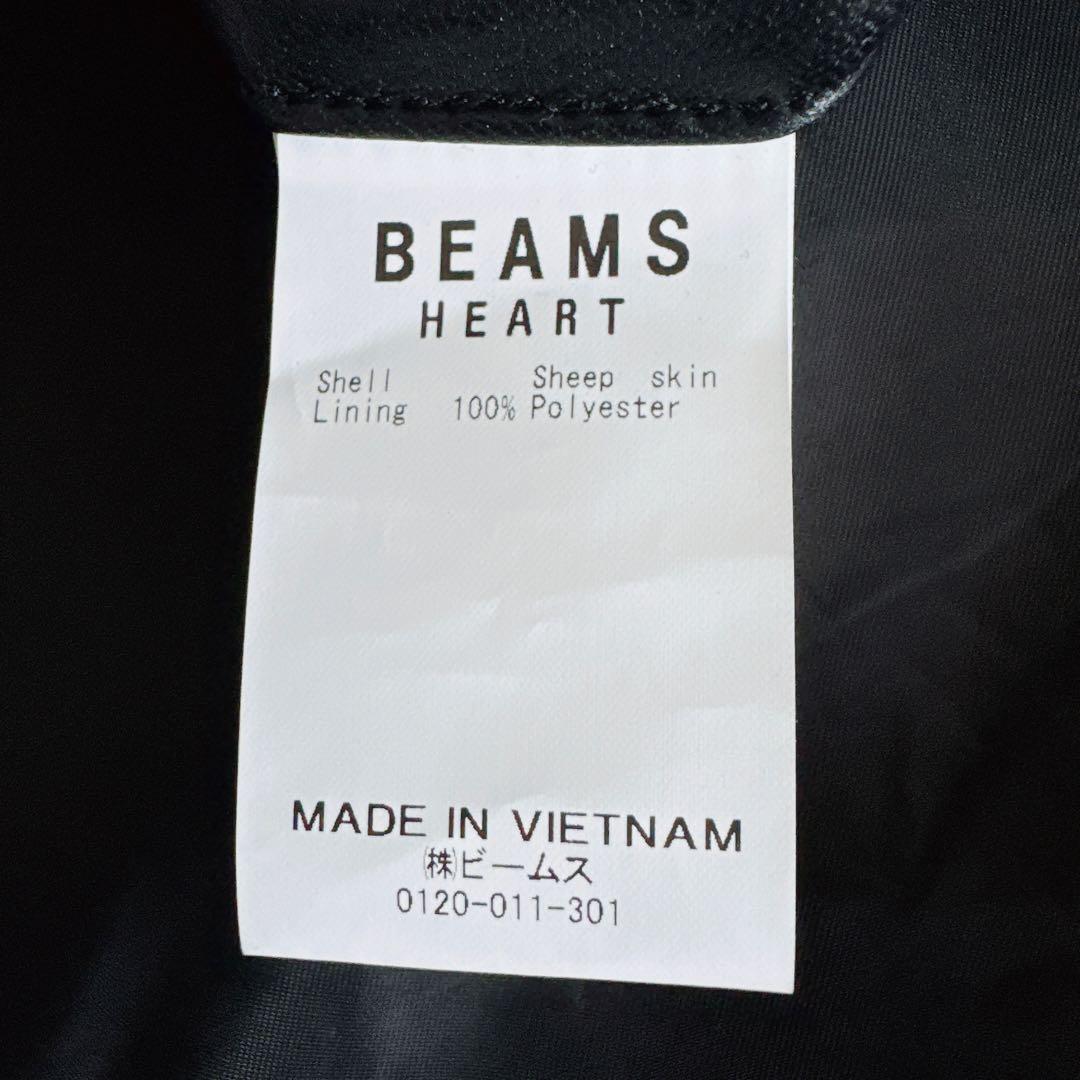 BEAMS
HEART
Shell Sheep skin
Lining 100% Polyester
MADE IN VIETNAM
㈱ビームス
0120-011-301